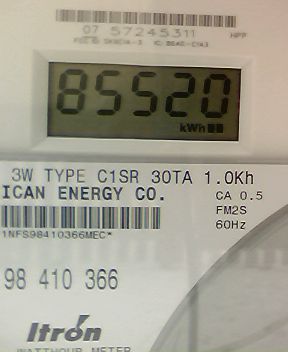 07 57245311
HPP
85520
kWh
3W TYPE C1SR 30TA 1.0Kh
ICAN ENERGY CO.
CA 0.5
FM2S
60Hz
1NFS98410366MEC*
98 410 366
Itron
WATTHOUR METER